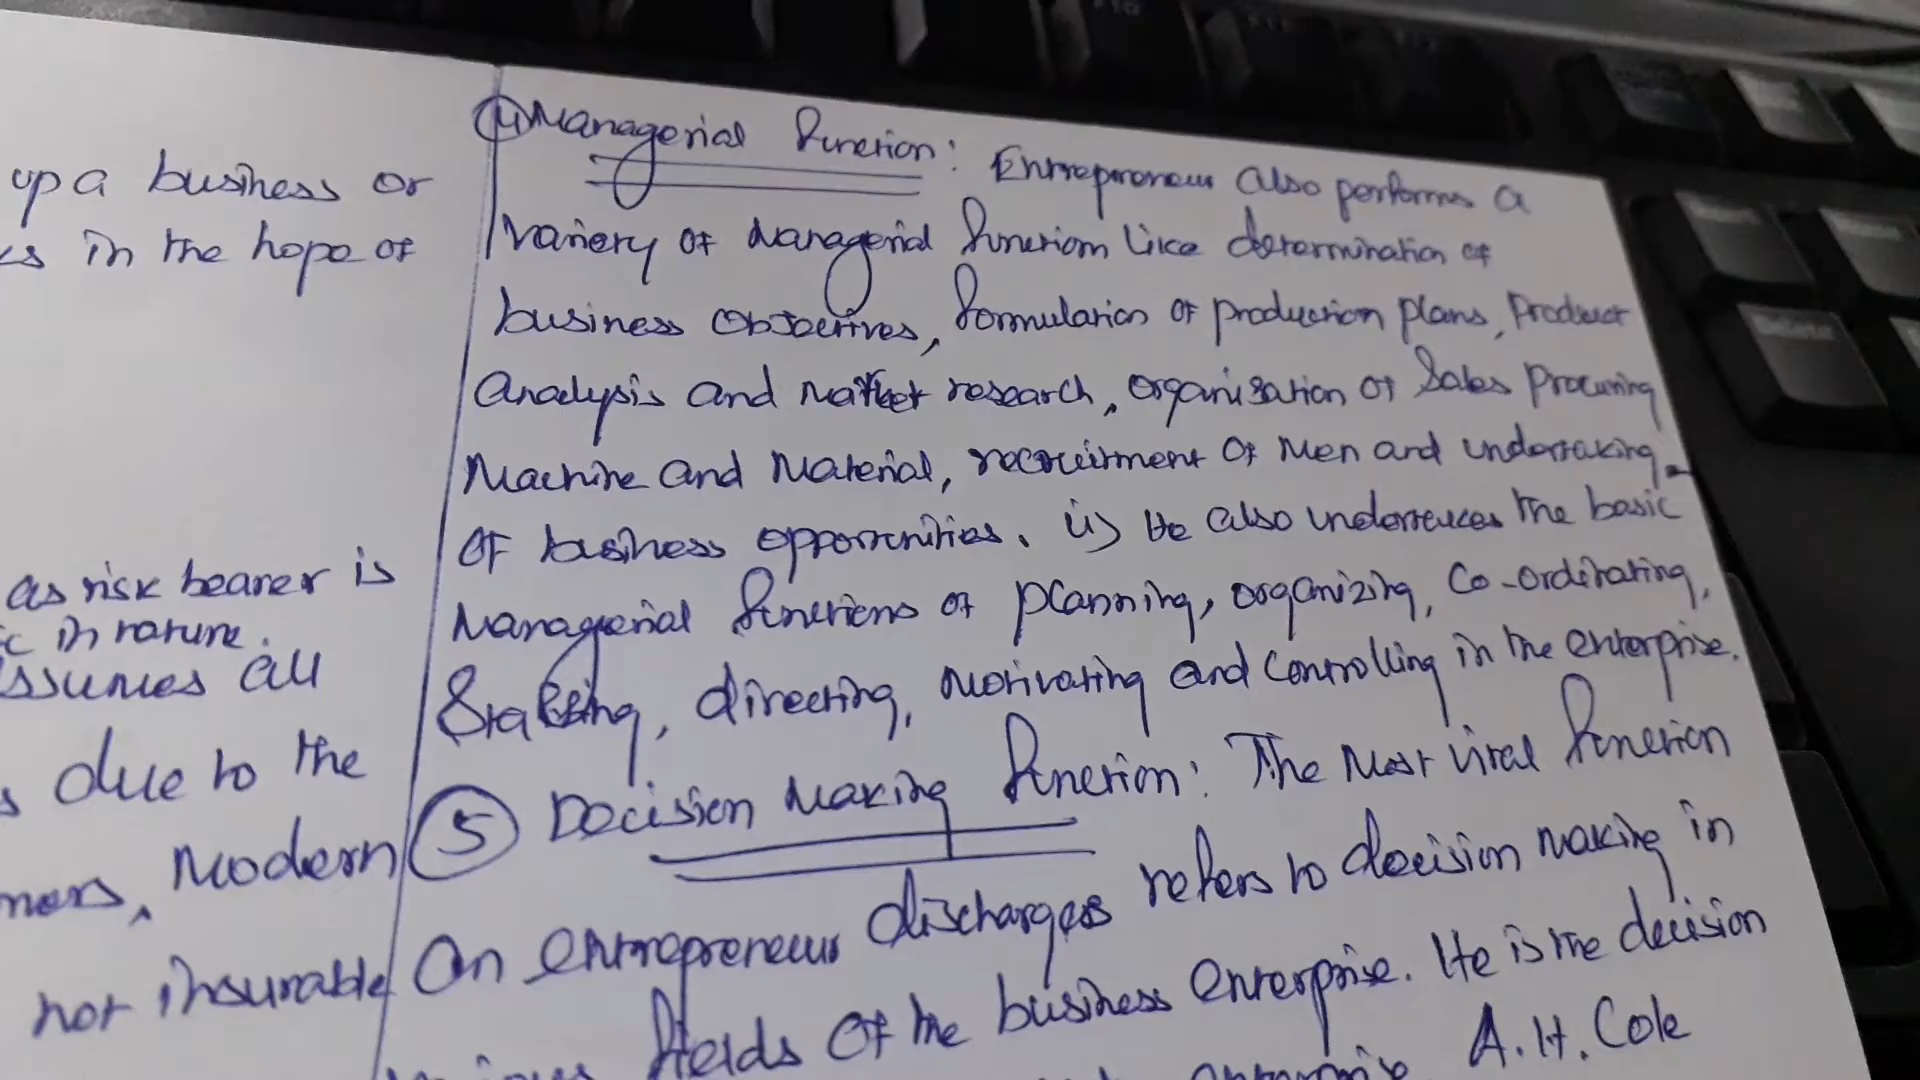 up a business or
in the hope of
as risk bearer is
in nature.
assumes all
due to the
Modern
not insurable
④ Managerial function: Entrepreneur also performs a
variety of managerial function like determination of
business objectives, formulation of production plans, product
analysis and market research, organisation of sales procuring
machine and material, recruitment of men and undertaking
of business opportunities. ii) He also undertakes the basic
managerial functions of planning, organizing, co-ordinating,
staffing, directing, motivating and controlling in the enterprise.
⑤ Decision making function: The most vital function
an entrepreneur discharges refers to decision making in
fields of the business enterprise. He is the decision
A.H. Cole